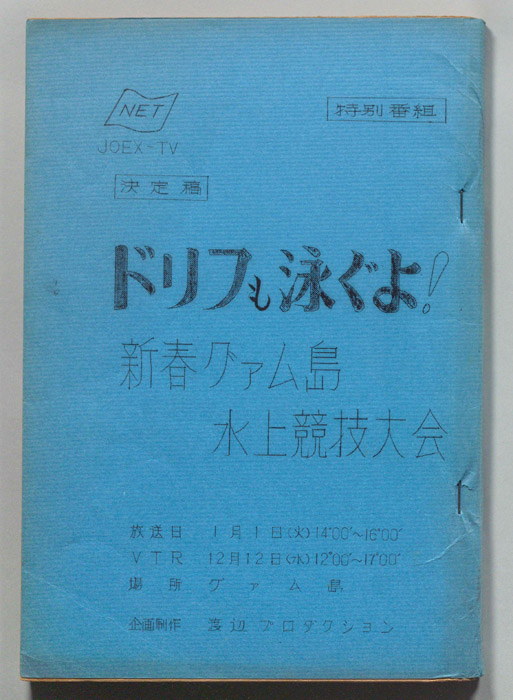 NET
特別番組
JOEX-TV
決定稿
ドリフも泳ぐよ!
新春グァム島
水上競技大会
放送日 1月1日(火)14°00'~16°00'
VTR 12月12日(水)12°00'~17°00'
場所 グァム島
企画制作 渡辺プロダクション